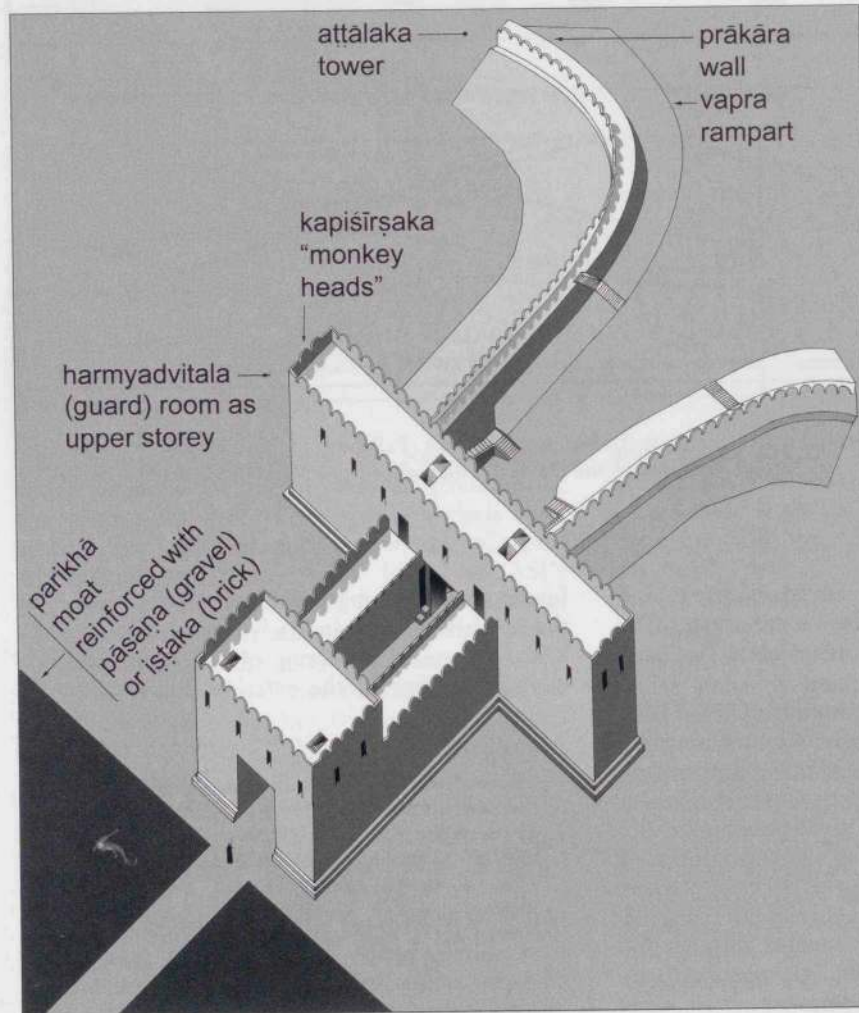 aṭṭālaka
tower
prākāra
wall
vapra
rampart
kapiśīrṣaka
“monkey
heads”
harmyadvitala
(guard) room as
upper storey
parikhā
moat
reinforced with
pāṣāṇa (gravel)
or iṣṭaka (brick)